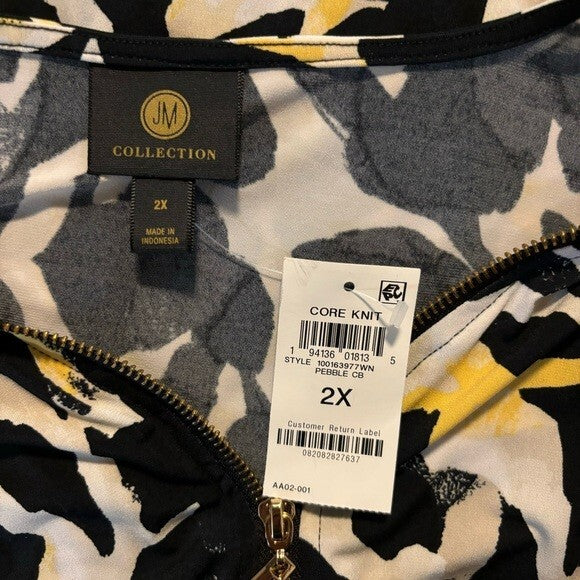 JM
COLLECTION
2X
MADE IN
INDONESIA
CORE KNIT
1 94136 01813 5
STYLE 100163977WN
PEBBLE CB
2X
Customer Return Label
082082827637
AA02-001